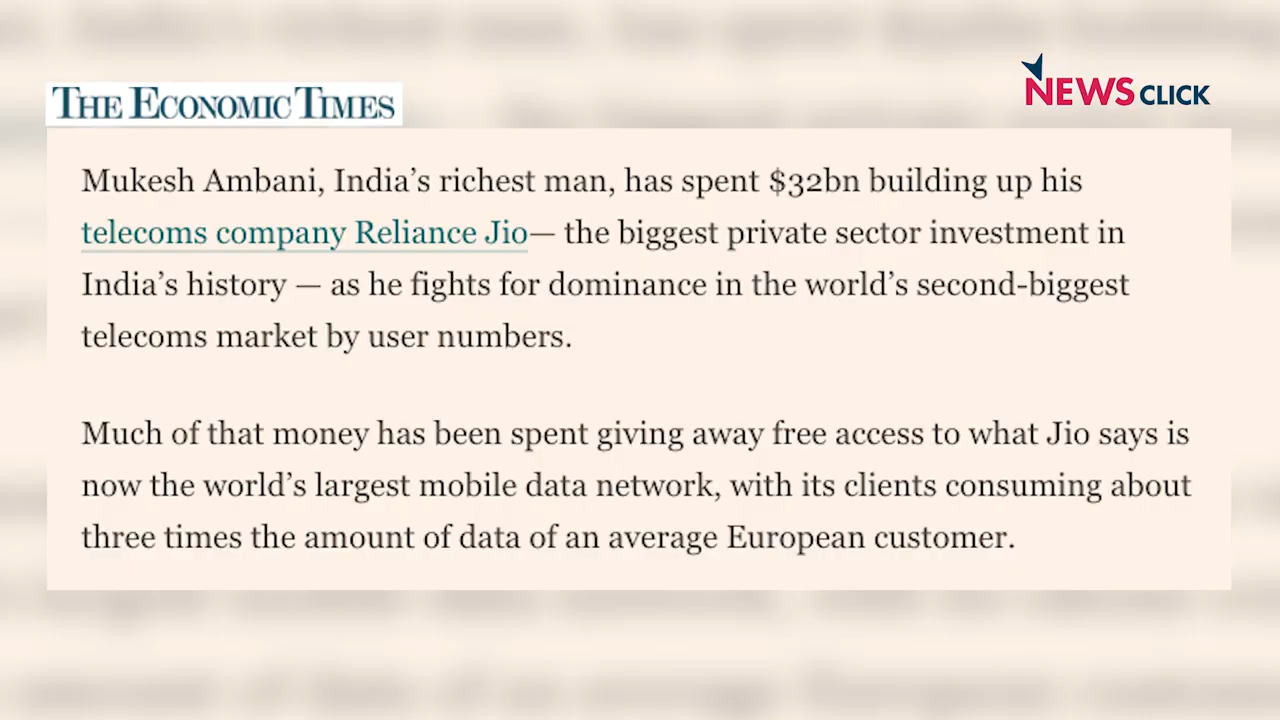 THE ECONOMIC TIMES
NEWS CLICK
Mukesh Ambani, India’s richest man, has spent $32bn building up his
telecoms company Reliance Jio— the biggest private sector investment in
India’s history — as he fights for dominance in the world’s second-biggest
telecoms market by user numbers.
Much of that money has been spent giving away free access to what Jio says is
now the world’s largest mobile data network, with its clients consuming about
three times the amount of data of an average European customer.